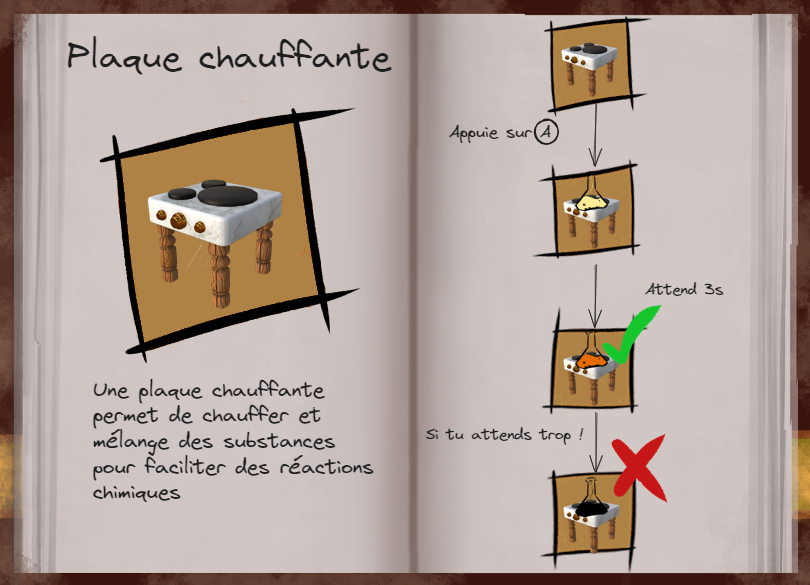 Plaque chauffante
Une plaque chauffante
permet de chauffer et
mélange des substances
pour faciliter des réactions
chimiques
Appuie sur A
Attend 3s
Si tu attends trop !